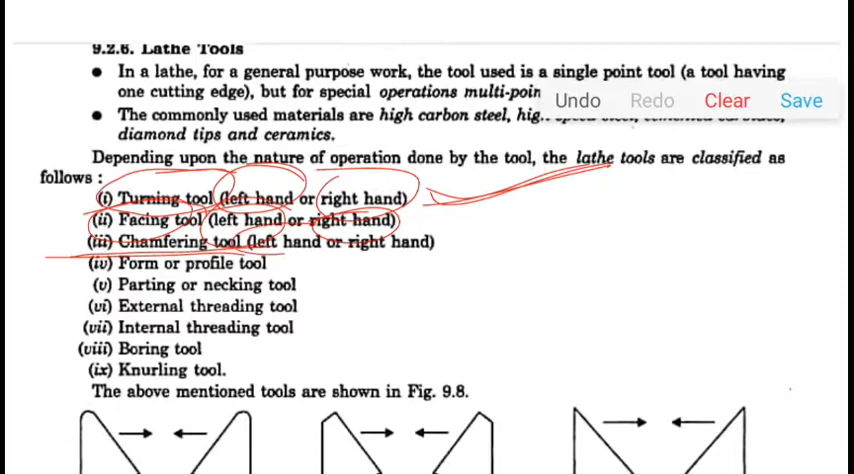 9.2.6. Lathe Tools
• In a lathe, for a general purpose work, the tool used is a single point tool (a tool having
one cutting edge), but for special operations multi-poin
Undo Redo Clear Save
• The commonly used materials are high carbon steel,
diamond tips and ceramics.
Depending upon the nature of operation done by the tool, the lathe tools are classified as
follows :
(i) Turning tool (left hand or right hand)
(ii) Facing tool (left hand or right hand)
(iii) Chamfering tool (left hand or right hand)
(iv) Form or profile tool
(v) Parting or necking tool
(vi) External threading tool
(vii) Internal threading tool
(viii) Boring tool
(ix) Knurling tool.
The above mentioned tools are shown in Fig. 9.8.